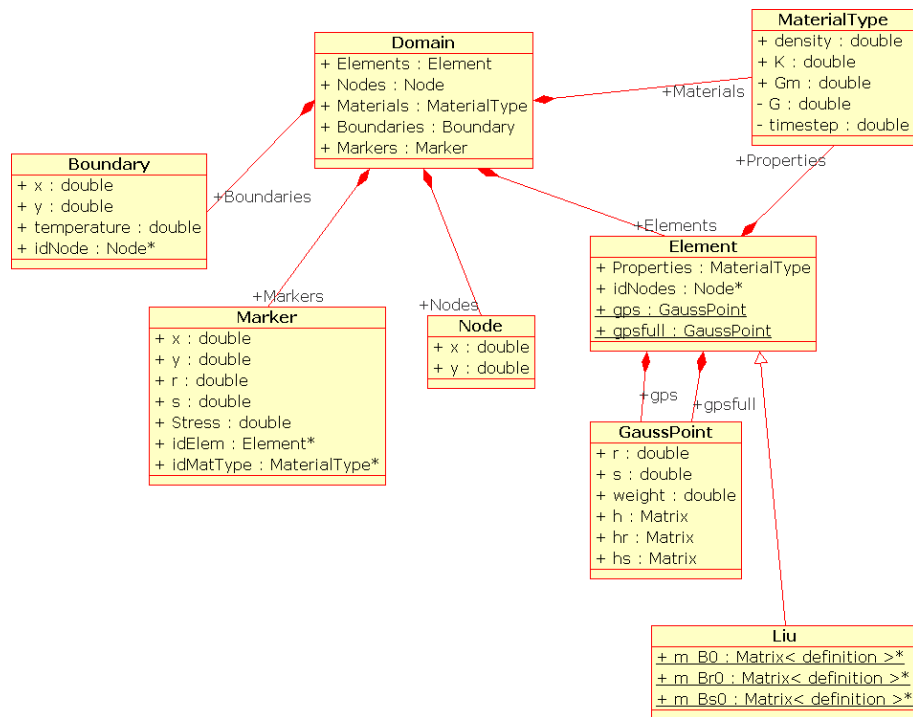 Domain
+ Elements : Element
+ Nodes : Node
+ Materials : MaterialType
+ Boundaries : Boundary
+ Markers : Marker
MaterialType
+ density : double
+ K : double
+ Gm : double
- G : double
- timestep : double
+Materials
+Properties
Boundary
+ x : double
+ y : double
+ temperature : double
+ idNode : Node*
+Boundaries
+Elements
Element
+ Properties : MaterialType
+ idNodes : Node*
+ gps : GaussPoint
+ gpsfull : GaussPoint
+Markers
+Nodes
Marker
+ x : double
+ y : double
+ r : double
+ s : double
+ Stress : double
+ idElem : Element*
+ idMatType : MaterialType*
Node
+ x : double
+ y : double
+gps
+gpsfull
GaussPoint
+ r : double
+ s : double
+ weight : double
+ h : Matrix
+ hr : Matrix
+ hs : Matrix
Liu
+ m_B0 : Matrix< definition >*
+ m_Br0 : Matrix< definition >*
+ m_Bs0 : Matrix< definition >*